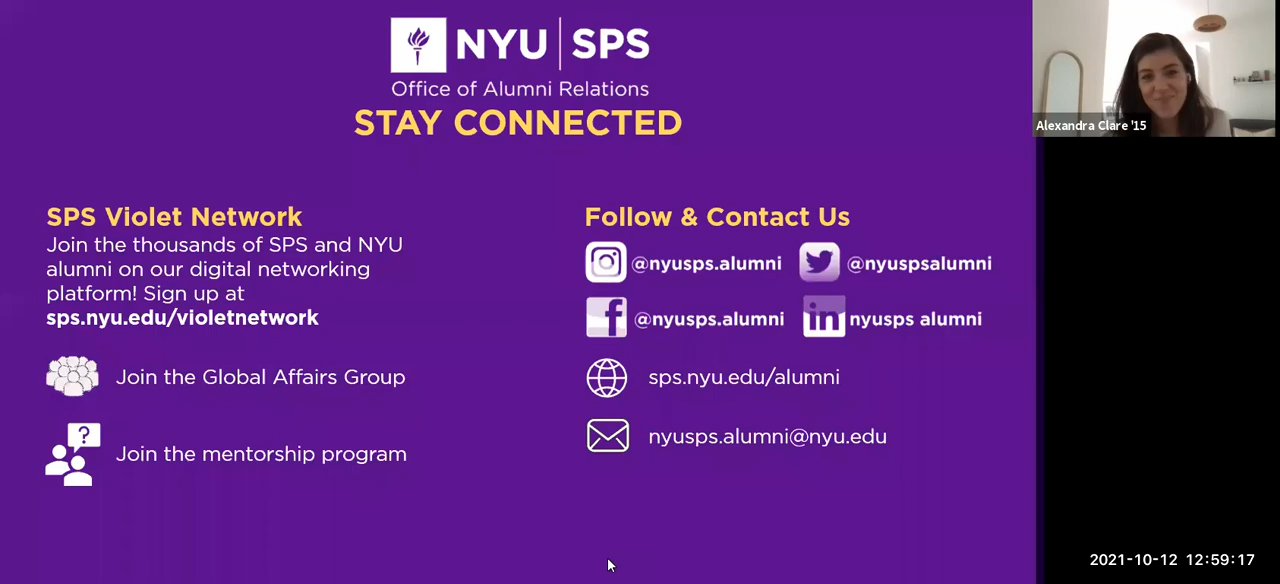 NYU | SPS
Office of Alumni Relations
STAY CONNECTED
SPS Violet Network
Join the thousands of SPS and NYU
alumni on our digital networking
platform! Sign up at
sps.nyu.edu/violetnetwork
?
Join the Global Affairs Group
Join the mentorship program
Follow & Contact Us
@nyusps.alumni
@nyuspsalumni
f
@nyusps.alumni
in
nyusps alumni
sps.nyu.edu/alumni
nyusps.alumni@nyu.edu
Alexandra Clare '15
2021-10-12 12:59:17